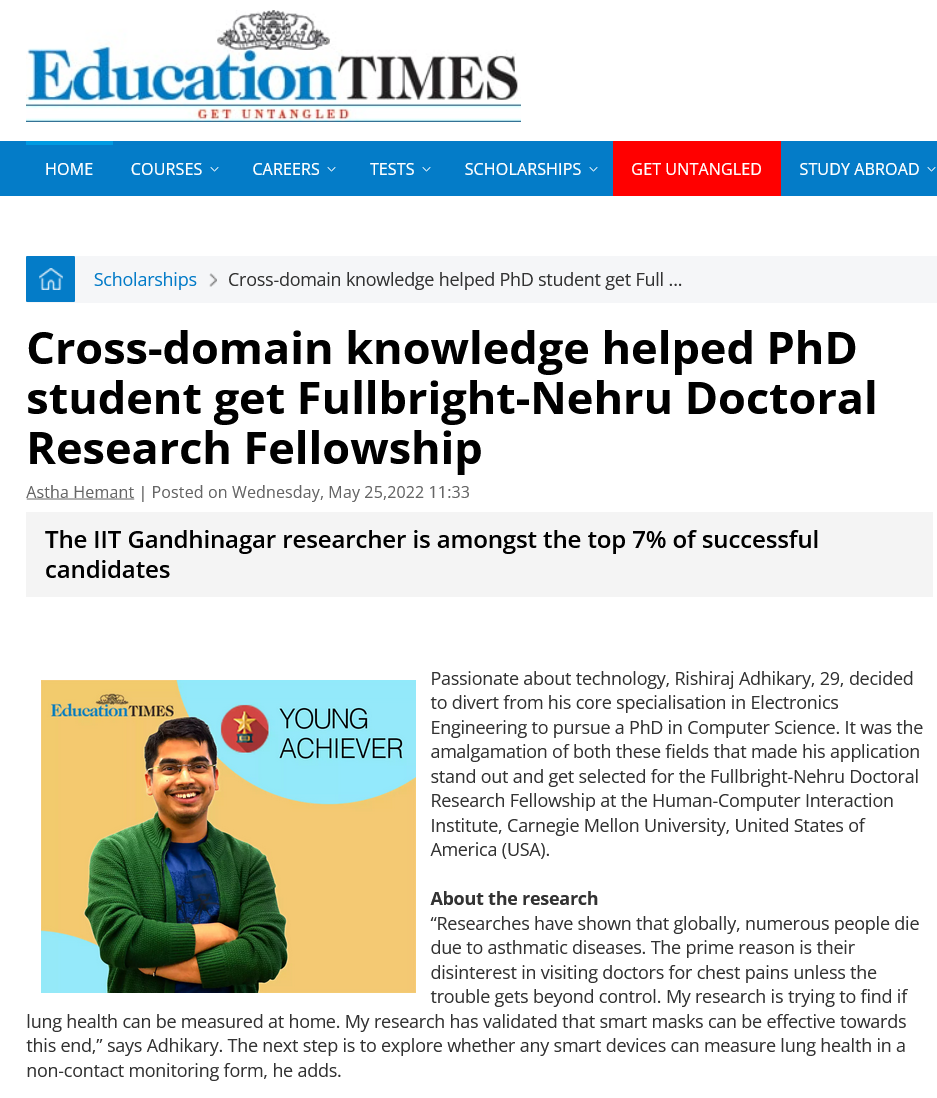 Education TIMES
GET UNTANGLED
HOME COURSES CAREERS TESTS SCHOLARSHIPS GET UNTANGLED STUDY ABROAD
Scholarships > Cross-domain knowledge helped PhD student get Full ...
Cross-domain knowledge helped PhD
student get Fullbright-Nehru Doctoral
Research Fellowship
Astha Hemant | Posted on Wednesday, May 25,2022 11:33
The IIT Gandhinagar researcher is amongst the top 7% of successful
candidates
Education TIMES
YOUNG
ACHIEVER
Passionate about technology, Rishiraj Adhikary, 29, decided
to divert from his core specialisation in Electronics
Engineering to pursue a PhD in Computer Science. It was the
amalgamation of both these fields that made his application
stand out and get selected for the Fullbright-Nehru Doctoral
Research Fellowship at the Human-Computer Interaction
Institute, Carnegie Mellon University, United States of
America (USA).
About the research
“Researches have shown that globally, numerous people die
due to asthmatic diseases. The prime reason is their
disinterest in visiting doctors for chest pains unless the
trouble gets beyond control. My research is trying to find if
lung health can be measured at home. My research has validated that smart masks can be effective towards
this end,” says Adhikary. The next step is to explore whether any smart devices can measure lung health in a
non-contact monitoring form, he adds.